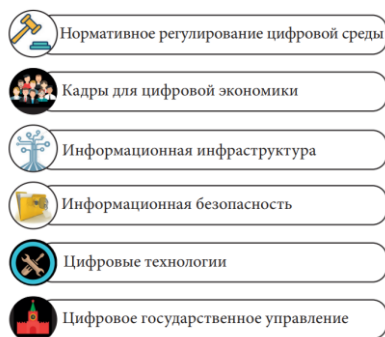 Нормативное регулирование цифровой среды
Кадры для цифровой экономики
Информационная инфраструктура
Информационная безопасность
Цифровые технологии
Цифровое государственное управление